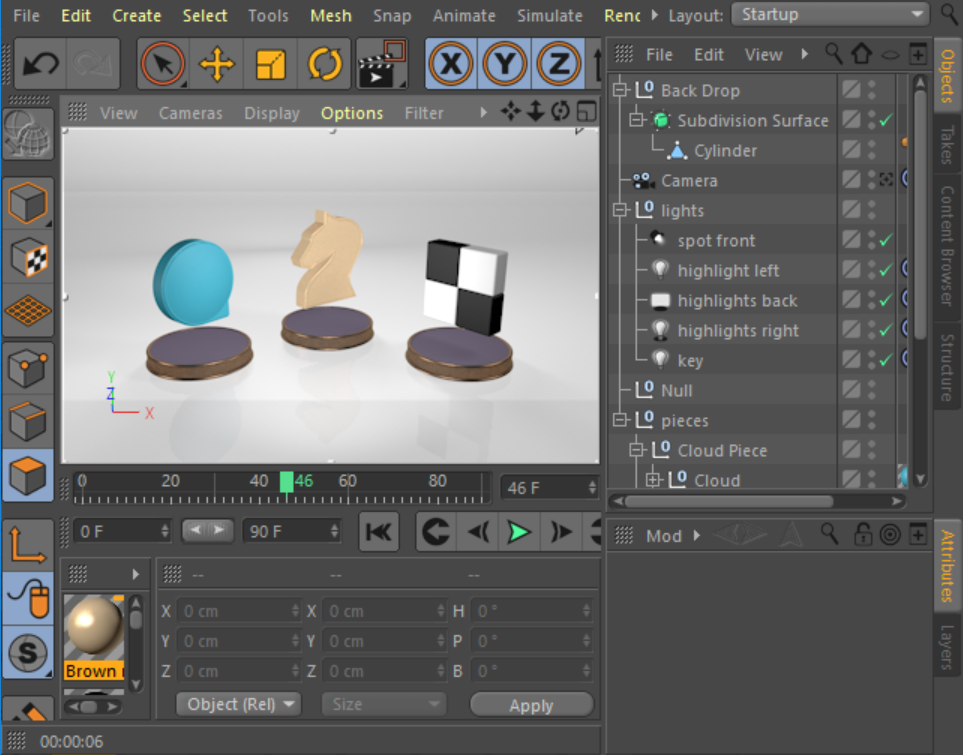 File Edit Create Select Tools Mesh Snap Animate Simulate Renc Layout: Startup
X Y Z
File Edit View
Objects
Takes
Content Browser
Structure
View Cameras Display Options Filter
Back Drop
Subdivision Surface
Cylinder
Camera
lights
spot front
highlight left
highlights back
highlights right
key
Null
pieces
Cloud Piece
Cloud
Y
Z
X
0 20 40 46 60 80 46 F
0 F 90 F
Mod
Attributes
Layers
-- -- --
X 0 cm X 0 cm H 0 °
Y 0 cm Y 0 cm P 0 °
Z 0 cm Z 0 cm B 0 °
Brown
Object (Rel) Size Apply
S
00:00:06